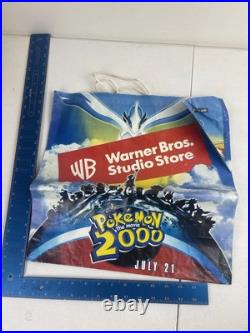 WB
Warner Bros.
Studio Store
POKéMON
the movie
2000
JULY 21